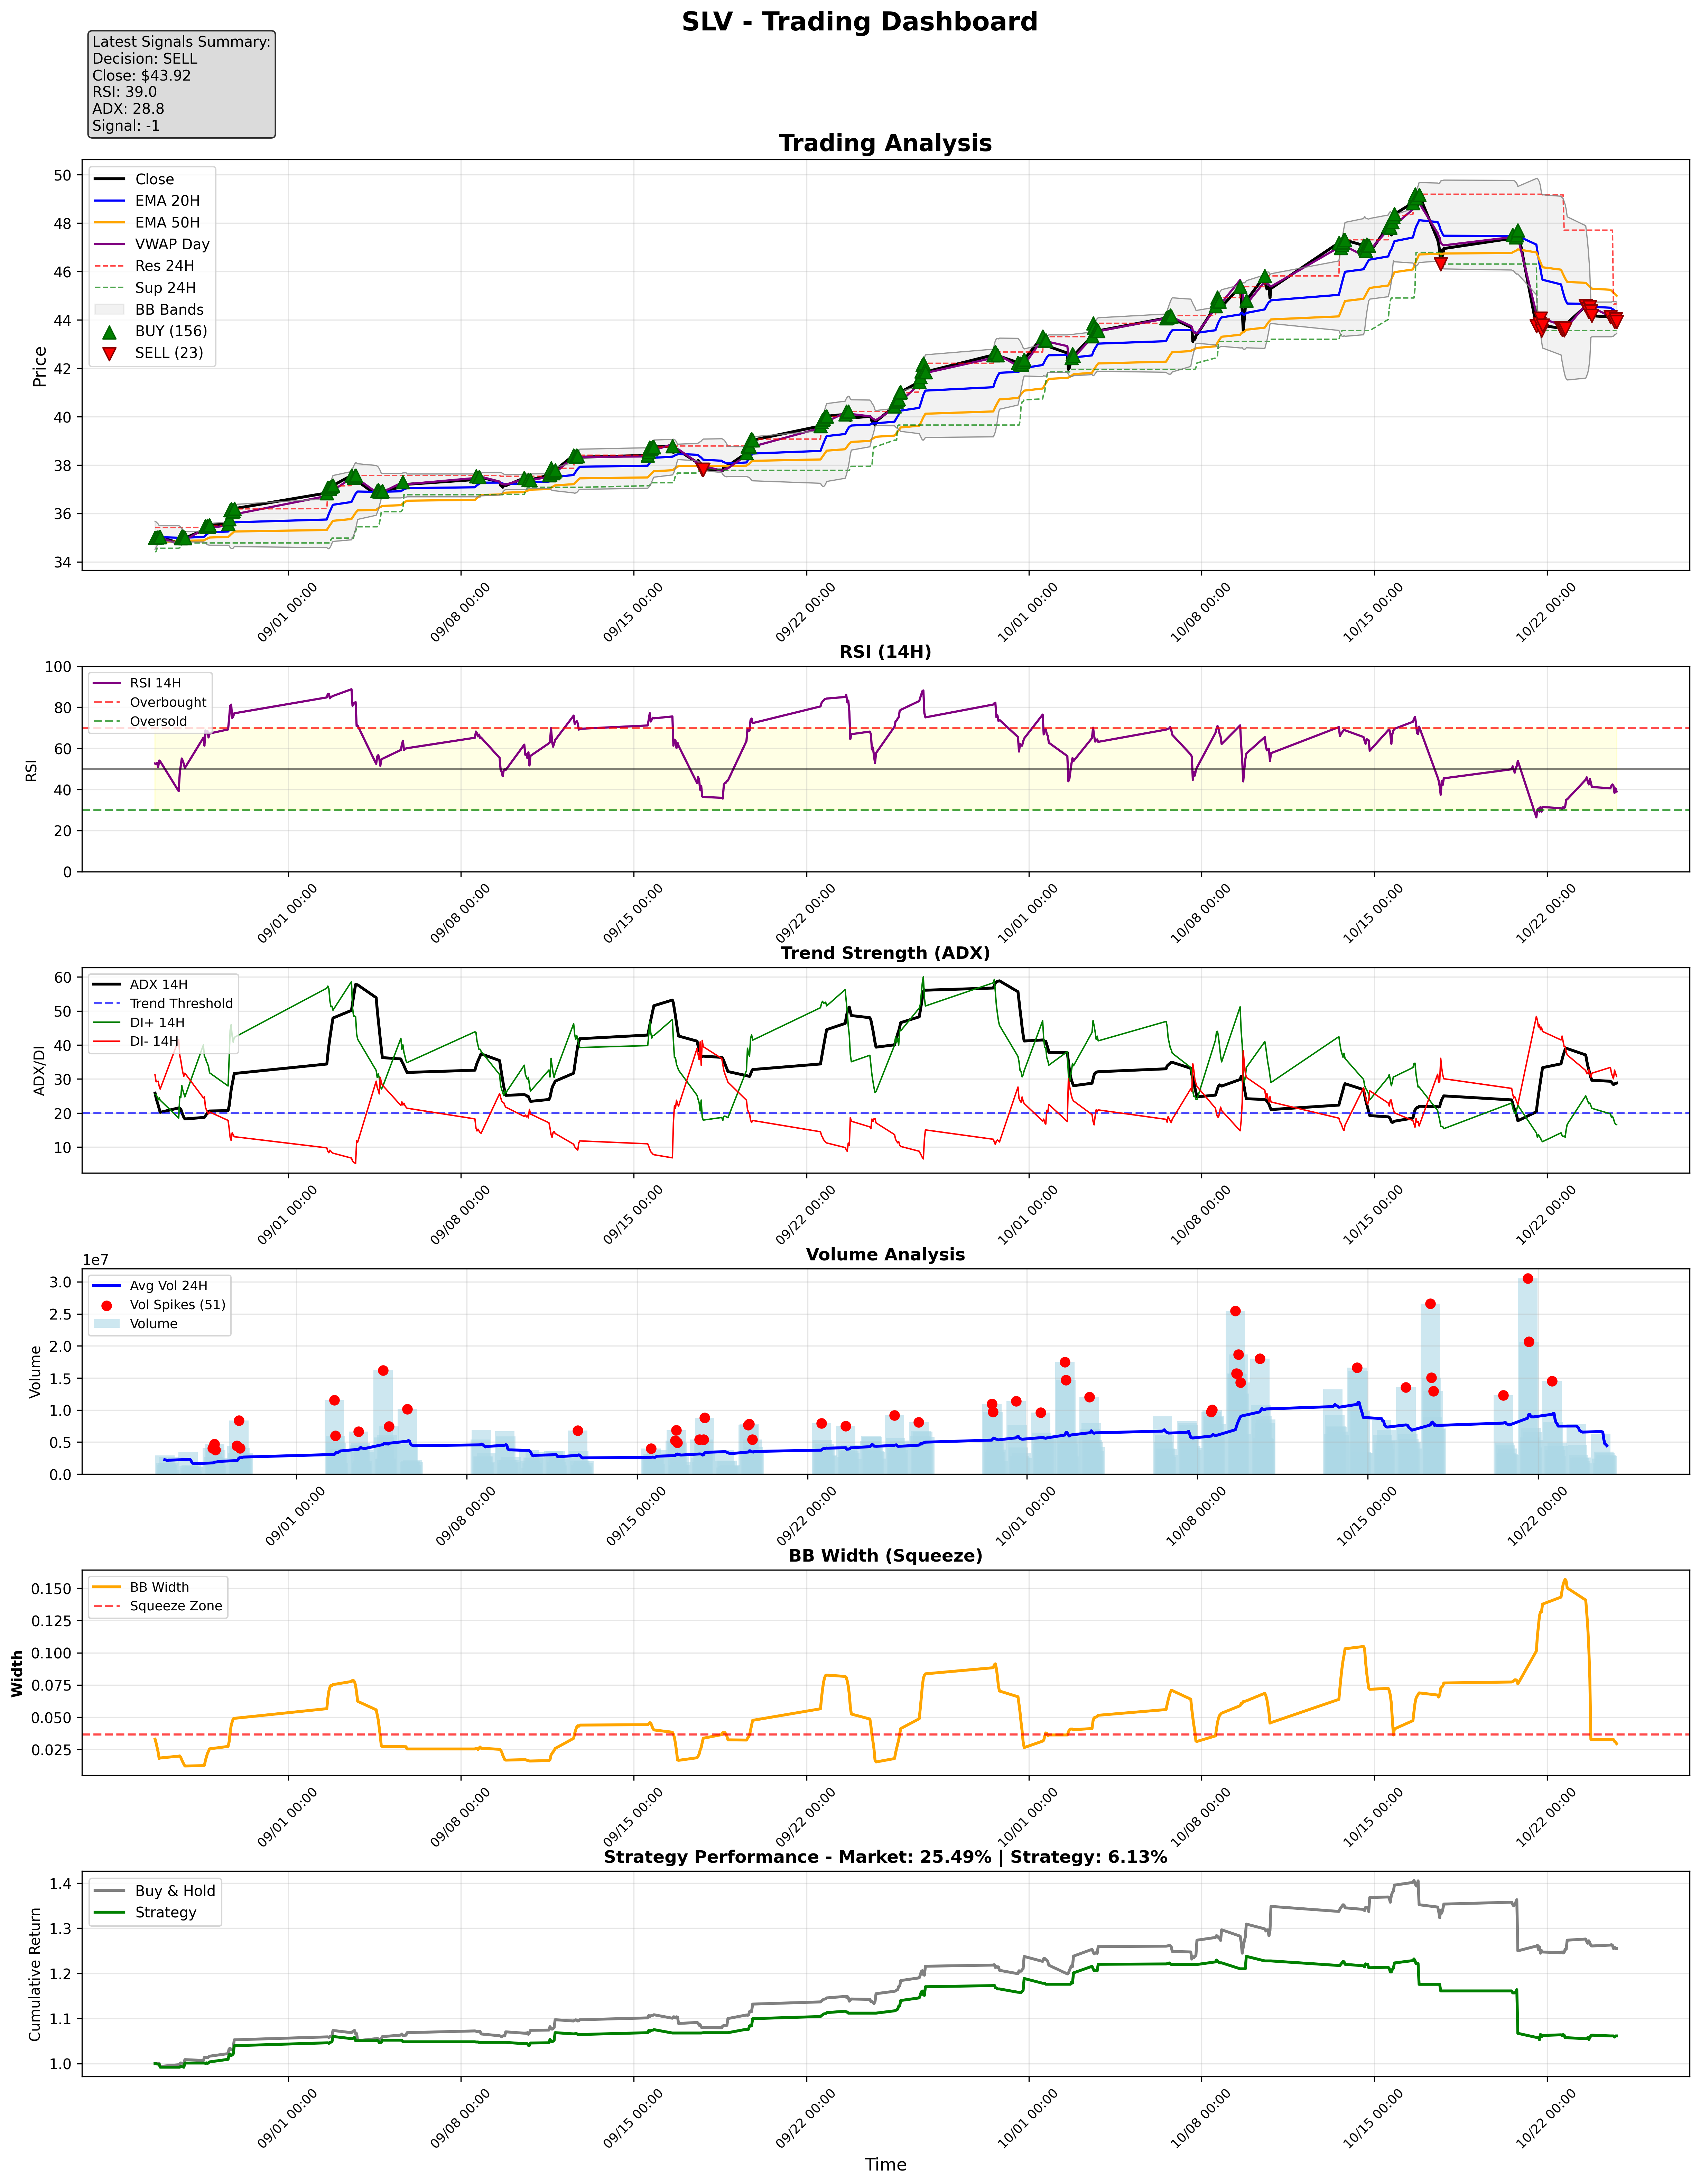 SLV - Trading Dashboard
Latest Signals Summary:
Decision: SELL
Close: $43.92
RSI: 39.0
ADX: 28.8
Signal: -1
Trading Analysis
Price
50
48
46
44
42
40
38
36
34
Close
EMA 20H
EMA 50H
VWAP Day
Res 24H
Sup 24H
BB Bands
BUY (156)
SELL (23)
09/01 00:00
09/08 00:00
09/15 00:00
09/22 00:00
10/01 00:00
10/08 00:00
10/15 00:00
10/22 00:00
RSI (14H)
RSI
100
80
60
40
20
0
RSI 14H
Overbought
Oversold
09/01 00:00
09/08 00:00
09/15 00:00
09/22 00:00
10/01 00:00
10/08 00:00
10/15 00:00
10/22 00:00
Trend Strength (ADX)
ADX/DI
60
50
40
30
20
10
ADX 14H
Trend Threshold
DI+ 14H
DI- 14H
09/01 00:00
09/08 00:00
09/15 00:00
09/22 00:00
10/01 00:00
10/08 00:00
10/15 00:00
10/22 00:00
Volume Analysis
1e7
Volume
3.0
2.5
2.0
1.5
1.0
0.5
0.0
Avg Vol 24H
Vol Spikes (51)
Volume
09/01 00:00
09/08 00:00
09/15 00:00
09/22 00:00
10/01 00:00
10/08 00:00
10/15 00:00
10/22 00:00
BB Width (Squeeze)
Width
0.150
0.125
0.100
0.075
0.050
0.025
BB Width
Squeeze Zone
09/01 00:00
09/08 00:00
09/15 00:00
09/22 00:00
10/01 00:00
10/08 00:00
10/15 00:00
10/22 00:00
Strategy Performance - Market: 25.49% | Strategy: 6.13%
Cumulative Return
1.4
1.3
1.2
1.1
1.0
Buy & Hold
Strategy
09/01 00:00
09/08 00:00
09/15 00:00
09/22 00:00
10/01 00:00
10/08 00:00
10/15 00:00
10/22 00:00
Time